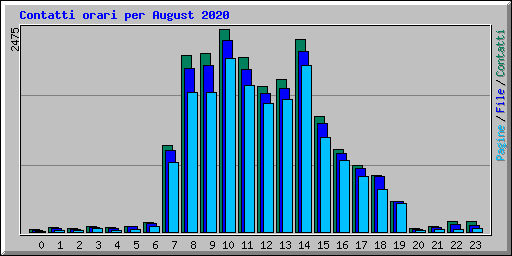 Contatti orari per August 2020
2475
Pagine / File / Contatti
0 1 2 3 4 5 6 7 8 9 10 11 12 13 14 15 16 17 18 19 20 21 22 23